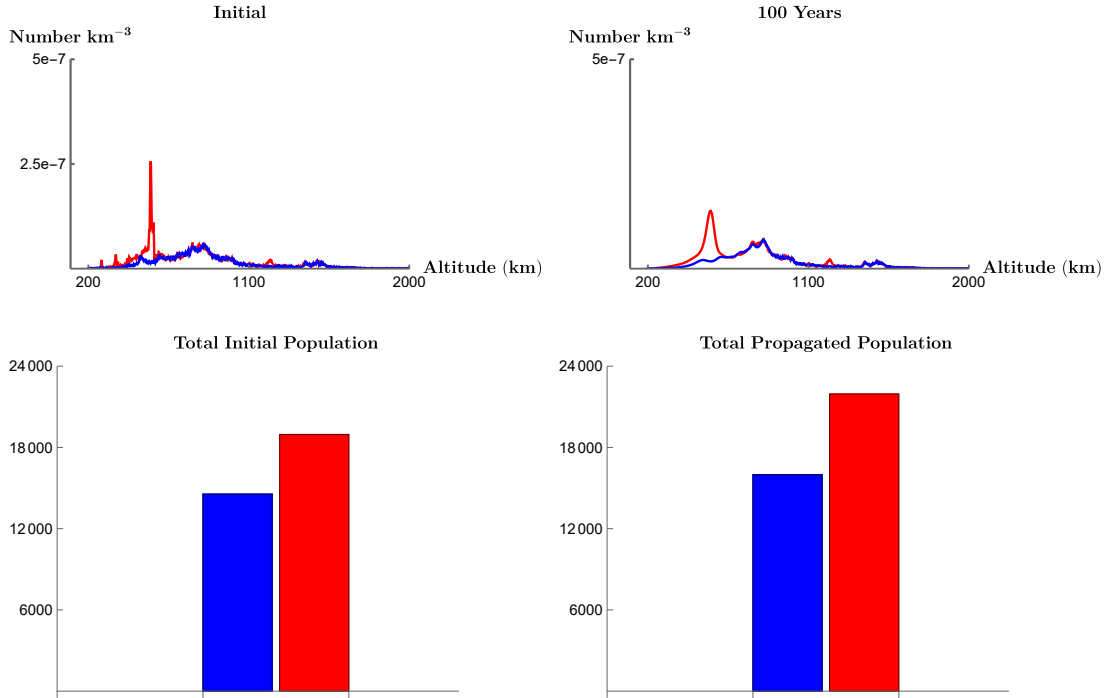 Initial
Number km−3
5e−7
2.5e−7
200
1100
2000
Altitude (km)
100 Years
Number km−3
5e−7
200
1100
2000
Altitude (km)
Total Initial Population
24 000
18 000
12 000
6000
Total Propagated Population
24 000
18 000
12 000
6000